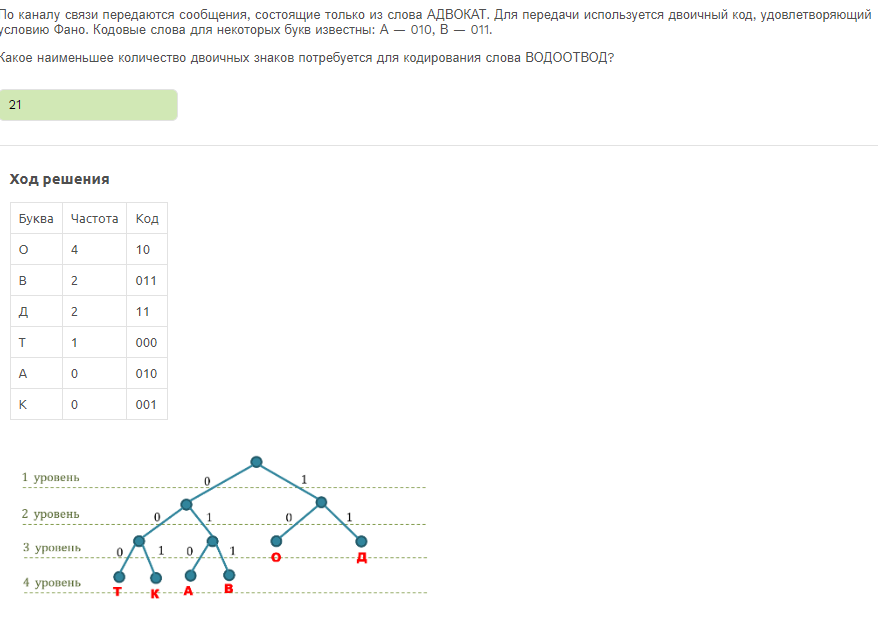 По каналу связи передаются сообщения, состоящие только из слова АДВОКАТ. Для передачи используется двоичный код, удовлетворяющий
условию Фано. Кодовые слова для некоторых букв известны: А — 010, В — 011.
Какое наименьшее количество двоичных знаков потребуется для кодирования слова ВОДООТВОД?
21
Ход решения
Буква Частота Код
О 4 10
В 2 011
Д 2 11
Т 1 000
А 0 010
К 0 001
1 уровень 0 1
2 уровень 0 1 0 1
3 уровень 0 1 0 1 О Д
4 уровень Т К А В